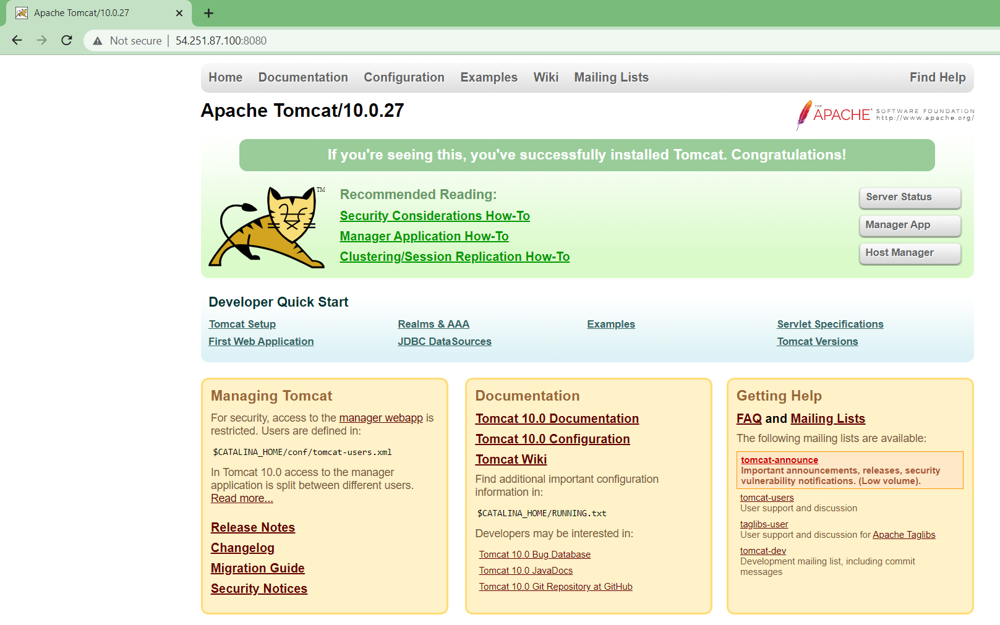 Apache Tomcat/10.0.27
Not secure | 54.251.87.100:8080
Home Documentation Configuration Examples Wiki Mailing Lists Find Help
Apache Tomcat/10.0.27
THE APACHE SOFTWARE FOUNDATION
http://www.apache.org/
If you're seeing this, you've successfully installed Tomcat. Congratulations!
TM
Recommended Reading:
Security Considerations How-To
Manager Application How-To
Clustering/Session Replication How-To
Server Status
Manager App
Host Manager
Developer Quick Start
Tomcat Setup
First Web Application
Realms & AAA
JDBC DataSources
Examples
Servlet Specifications
Tomcat Versions
Managing Tomcat
For security, access to the manager webapp is
restricted. Users are defined in:
$CATALINA_HOME/conf/tomcat-users.xml
In Tomcat 10.0 access to the manager
application is split between different users.
Read more...
Release Notes
Changelog
Migration Guide
Security Notices
Documentation
Tomcat 10.0 Documentation
Tomcat 10.0 Configuration
Tomcat Wiki
Find additional important configuration
information in:
$CATALINA_HOME/RUNNING.txt
Developers may be interested in:
Tomcat 10.0 Bug Database
Tomcat 10.0 JavaDocs
Tomcat 10.0 Git Repository at GitHub
Getting Help
FAQ and Mailing Lists
The following mailing lists are available:
tomcat-announce
Important announcements, releases, security
vulnerability notifications. (Low volume).
tomcat-users
User support and discussion
taglibs-user
User support and discussion for Apache Taglibs
tomcat-dev
Development mailing list, including commit
messages